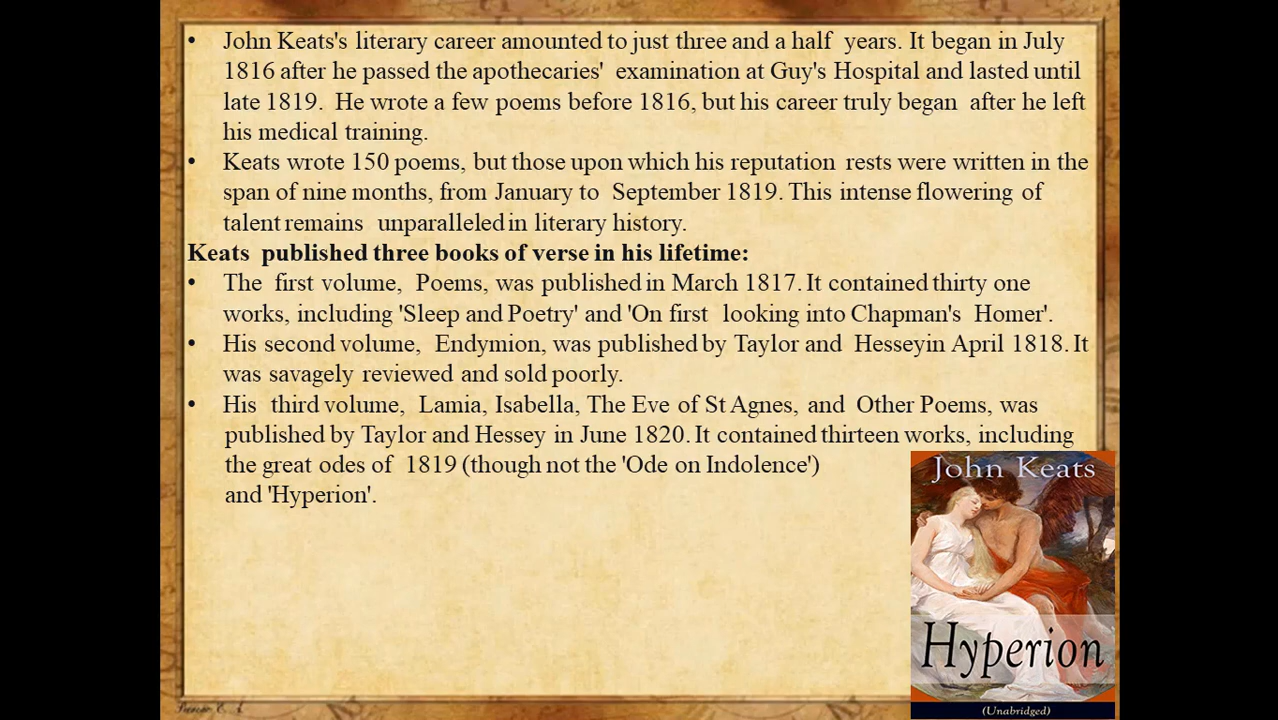 • John Keats's literary career amounted to just three and a half years. It began in July
1816 after he passed the apothecaries' examination at Guy's Hospital and lasted until
late 1819. He wrote a few poems before 1816, but his career truly began after he left
his medical training.
• Keats wrote 150 poems, but those upon which his reputation rests were written in the
span of nine months, from January to September 1819. This intense flowering of
talent remains unparalleled in literary history.
Keats published three books of verse in his lifetime:
• The first volume, Poems, was published in March 1817. It contained thirty one
works, including 'Sleep and Poetry' and 'On first looking into Chapman's Homer'.
• His second volume, Endymion, was published by Taylor and Hesseyin April 1818. It
was savagely reviewed and sold poorly.
• His third volume, Lamia, Isabella, The Eve of St Agnes, and Other Poems, was
published by Taylor and Hessey in June 1820. It contained thirteen works, including
the great odes of 1819 (though not the 'Ode on Indolence')
and 'Hyperion'.
John Keats
Hyperion
(Unabridged)